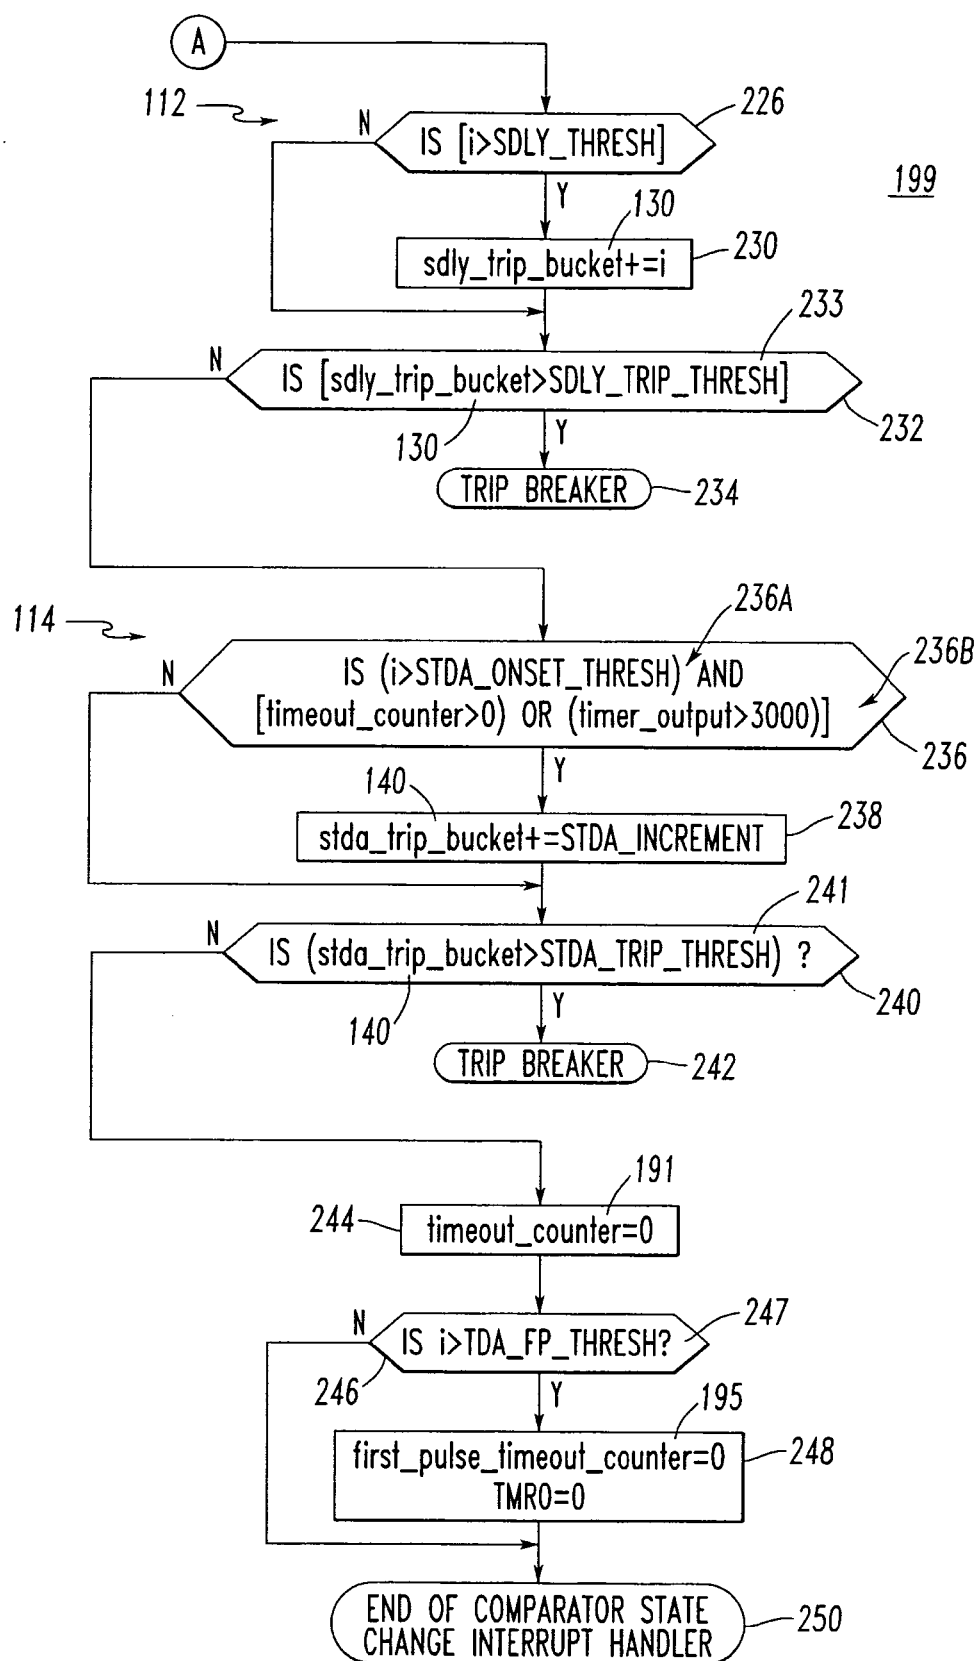 A
112
N
226
IS [i>SDLY_THRESH]
199
Y
130
sdly_trip_bucket+=i
230
233
N
IS [sdly_trip_bucket>SDLY_TRIP_THRESH]
232
130
Y
TRIP BREAKER
234
114
236A
236B
N
IS (i>STDA_ONSET_THRESH) AND
[timeout_counter>0) OR (timer_output>3000)]
236
Y
140
238
stda_trip_bucket+=STDA_INCREMENT
241
N
IS (stda_trip_bucket>STDA_TRIP_THRESH) ?
240
140
Y
TRIP BREAKER
242
191
244
timeout_counter=0
N
247
IS i>TDA_FP_THRESH?
246
Y
195
first_pulse_timeout_counter=0
248
TMR0=0
END OF COMPARATOR STATE
CHANGE INTERRUPT HANDLER
250